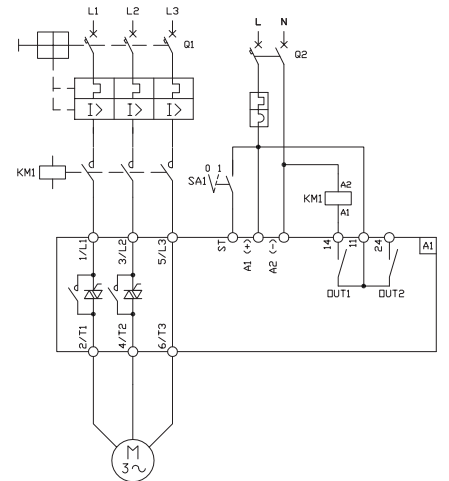 L1 L2 L3 L N
Q1
Q2
I> I> I>
0 1
SA1
KM1
KM1
A2
A1
1/L1
3/L2
5/L3
ST
A1 (+)
A2 (-)
14
11
24
A1
OUT1
OUT2
2/T1
4/T2
6/T3
M
3~